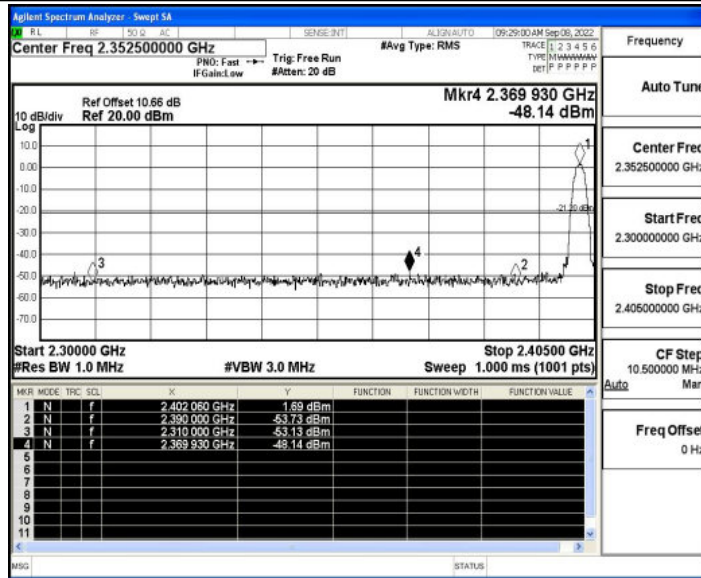 Agilent Spectrum Analyzer - Swept SA
RL RF 50 Ω AC SENSE:INT ALIGN AUTO 09:29:00 AM Sep 08, 2022
Center Freq 2.352500000 GHz #Avg Type: RMS TRACE 1 2 3 4 5 6
PNO: Fast Trig: Free Run TYPE
IFGain:Low #Atten: 20 dB DET P P P P P P
Ref Offset 10.66 dB Mkr4 2.369 930 GHz
10 dB/div Ref 20.00 dBm -48.14 dBm
Log
10.0
0.00
-10.0
-20.0
-21.20 dBm
-30.0
-40.0
-50.0
-60.0
-70.0
1
2
3
4
Start 2.30000 GHz Stop 2.40500 GHz
#Res BW 1.0 MHz #VBW 3.0 MHz Sweep 1.000 ms (1001 pts)
MKR MODE TRC SCL X Y FUNCTION FUNCTION WIDTH FUNCTION VALUE
1 N f 2.402 060 GHz 1.69 dBm
2 N f 2.390 000 GHz -53.73 dBm
3 N f 2.310 000 GHz -53.13 dBm
4 N f 2.369 930 GHz -48.14 dBm
5
6
7
8
9
10
11
MSG STATUS
Frequency
Auto Tune
Center Freq
2.352500000 GHz
Start Freq
2.300000000 GHz
Stop Freq
2.405000000 GHz
CF Step
10.500000 MHz
Auto Man
Freq Offset
0 Hz